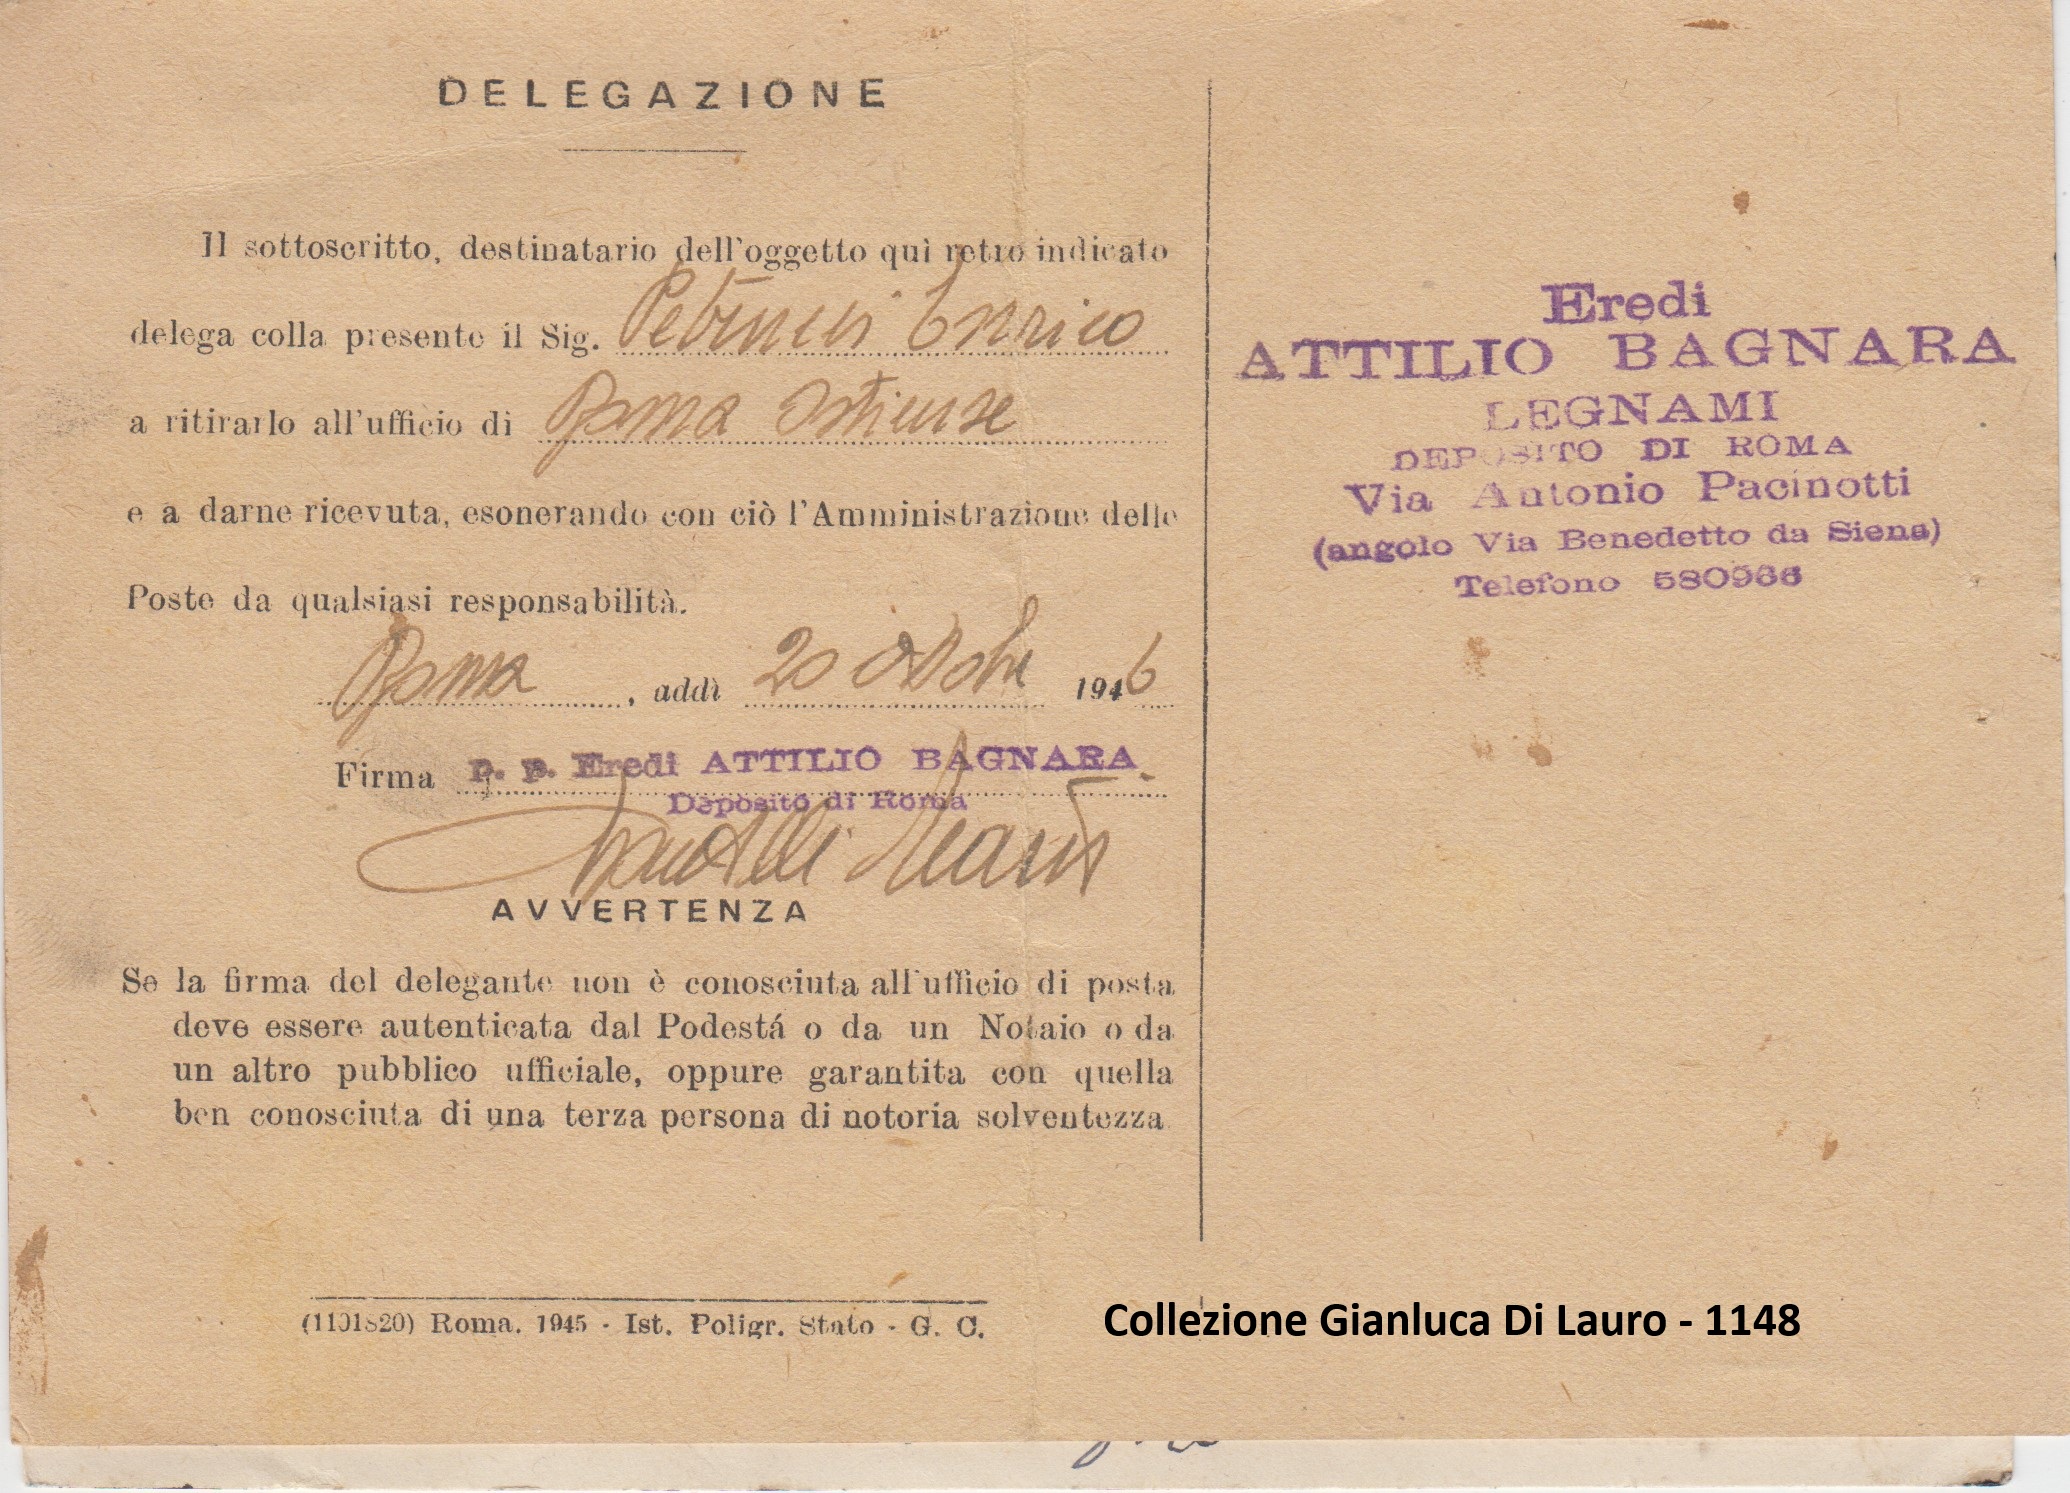 DELEGAZIONE
Il sottoscritto, destinatario dell'oggetto quì retro indicato
delega colla presente il Sig. Petrucci Enrico
a ritirarlo all'ufficio di Roma Ostiense
e a darne ricevuta, esonerando con ciò l'Amministrazione delle
Poste da qualsiasi responsabilità.
Roma, addì 20 Ottobre 1946
Firma p. p. Eredi ATTILIO BAGNARA
Deposito di Roma
AVVERTENZA
Se la firma del delegante non è conosciuta all'ufficio di posta
deve essere autenticata dal Podestá o da un Notaio o da
un altro pubblico ufficiale, oppure garantita con quella
ben conosciuta di una terza persona di notoria solventezza
(1101820) Roma. 1945 - Ist. Poligr. Stato - G. C.
Eredi
ATTILIO BAGNARA
LEGNAMI
DEPOSITO DI ROMA
Via Antonio Pacinotti
(angolo Via Benedetto da Siena)
Telefono 580966
Collezione Gianluca Di Lauro - 1148